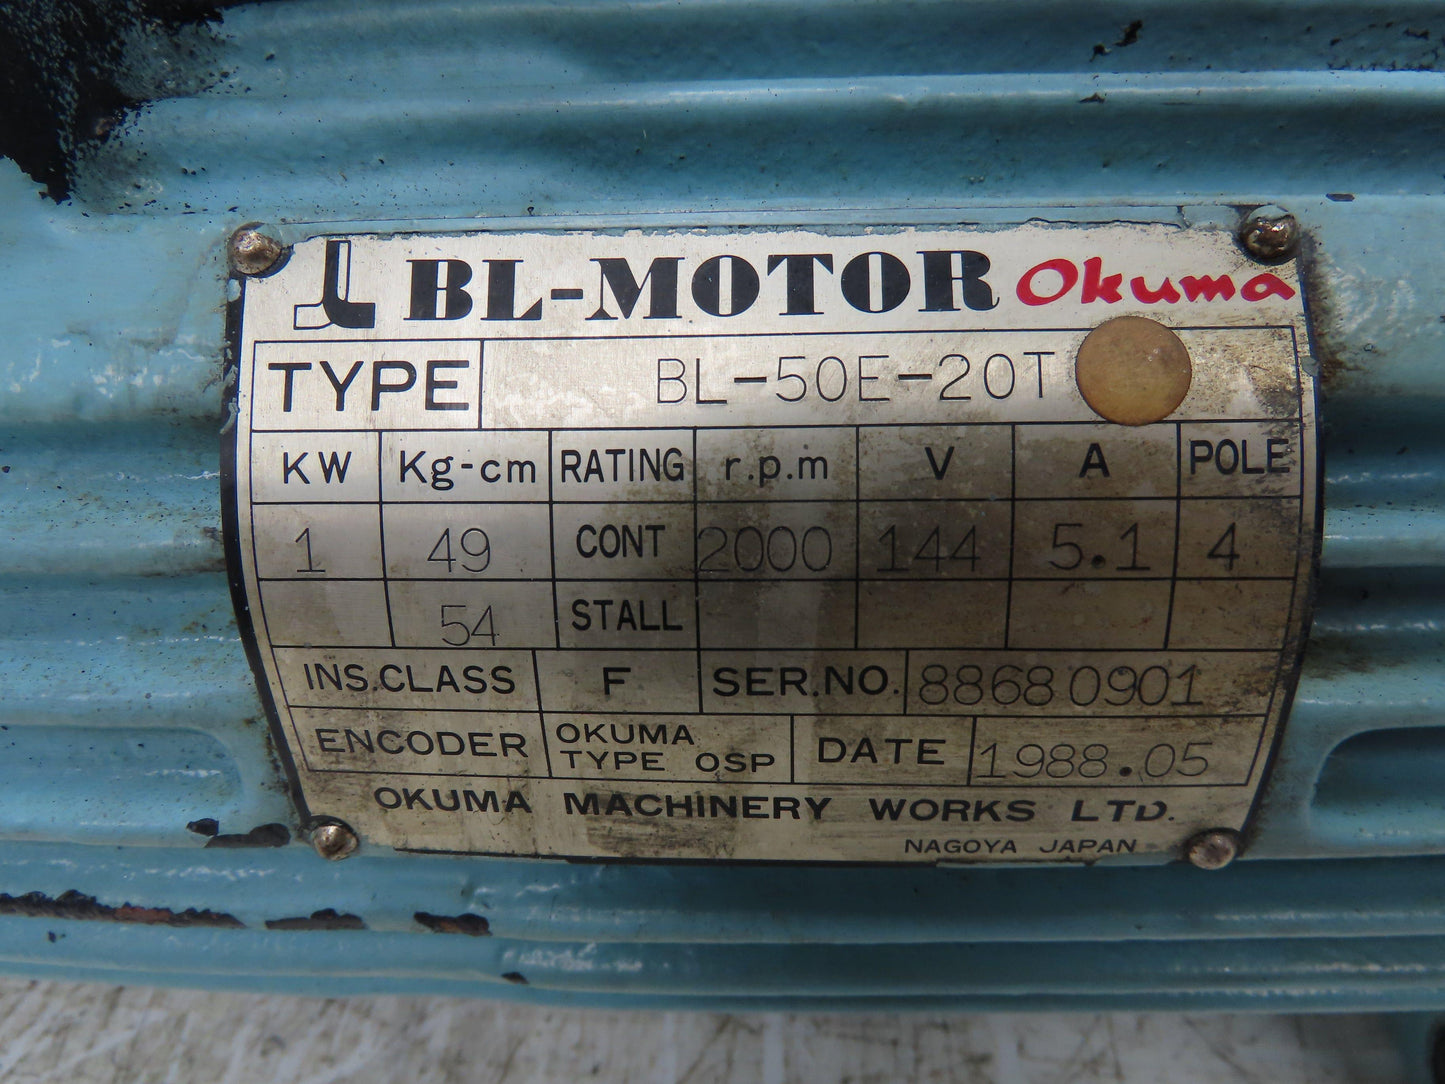 BL-MOTOR Okuma
TYPE BL-50E-20T
KW Kg-cm RATING r.p.m V A POLE
1 49 CONT 2000 144 5.1 4
54 STALL
INS.CLASS F SER.NO. 88680901
ENCODER OKUMA TYPE OSP DATE 1988.05
OKUMA MACHINERY WORKS LTD.
NAGOYA JAPAN